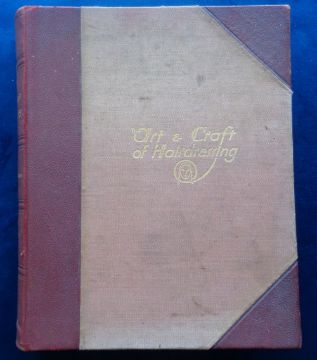 Art & Craft
of Hairdressing